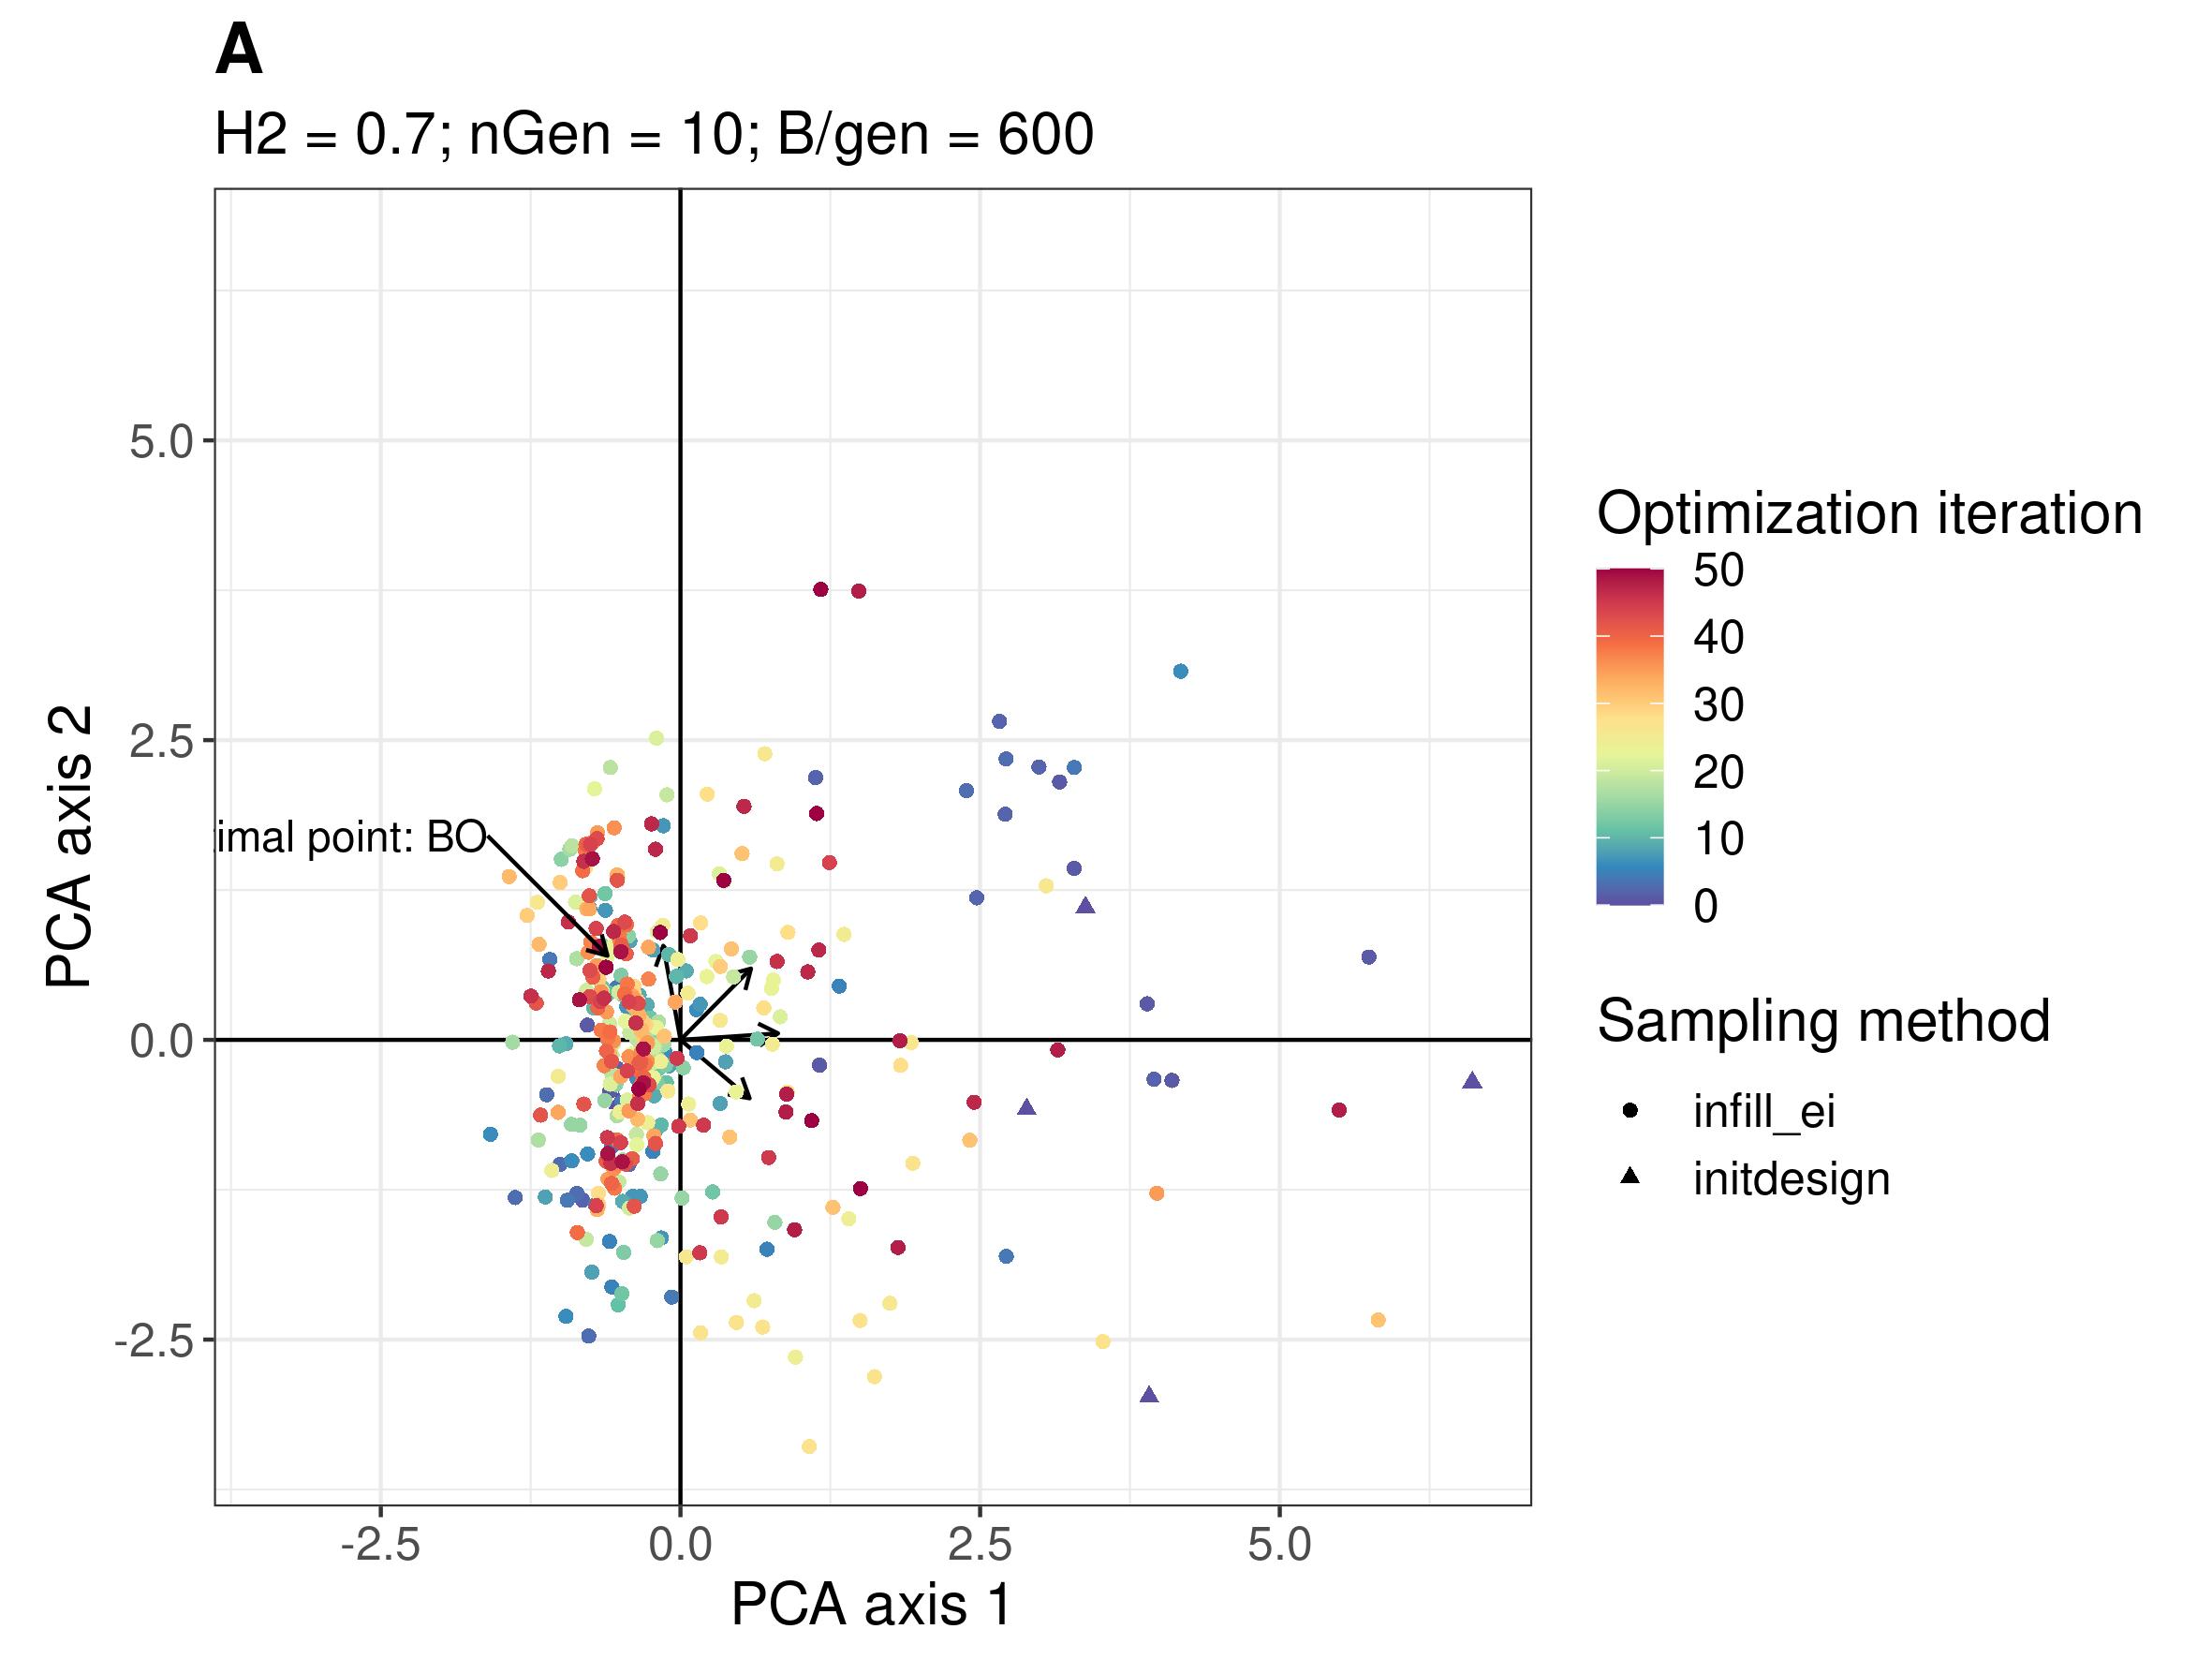 A
H2 = 0.7; nGen = 10; B/gen = 600
PCA axis 2
5.0
2.5
0.0
-2.5
imal point: BO
-2.5
0.0
2.5
5.0
PCA axis 1
Optimization iteration
50
40
30
20
10
0
Sampling method
infill_ei
initdesign